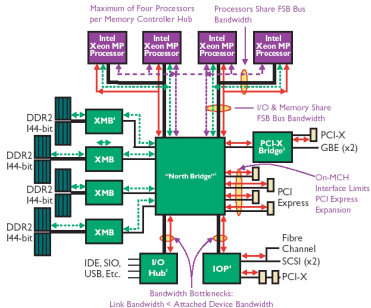 Maximum of Four Processors
per Memory Controller Hub
Processors Share FSB Bus
Bandwidth
Intel
Xeon MP
Processor
Intel
Xeon MP
Processor
Intel
Xeon MP
Processor
Intel
Xeon MP
Processor
I/O & Memory Share
FSB Bus Bandwidth
DDR2
144-bit
XMB
DDR2
144-bit
XMB
DDR2
144-bit
XMB
DDR2
144-bit
XMB
"North Bridge"
PCI-X
Bridge
PCI-X
GBE (x2)
PCI
Express
On-MCH
Interface Limits
PCI Express
Expansion
IDE, SIO,
USB, Etc.
I/O
Hub
IOP
Fibre
Channel
SCSI (x2)
PCI-X
Bandwidth Bottlenecks:
Link Bandwidth < Attached Device Bandwidth